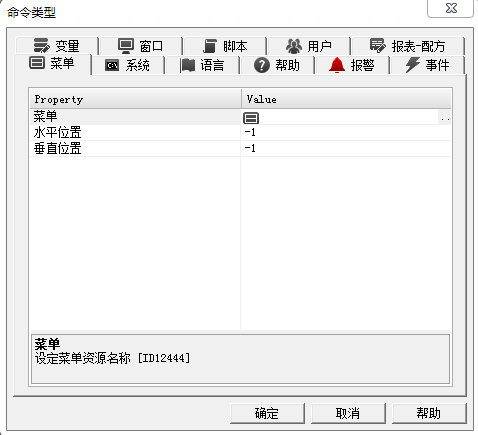 命令类型
变量 窗口 脚本 用户 报表-配方
菜单 系统 语言 帮助 报警 事件
Property Value
菜单 ..
水平位置 -1
垂直位置 -1
菜单
设定菜单资源名称 [ID12444]
确定 取消 帮助